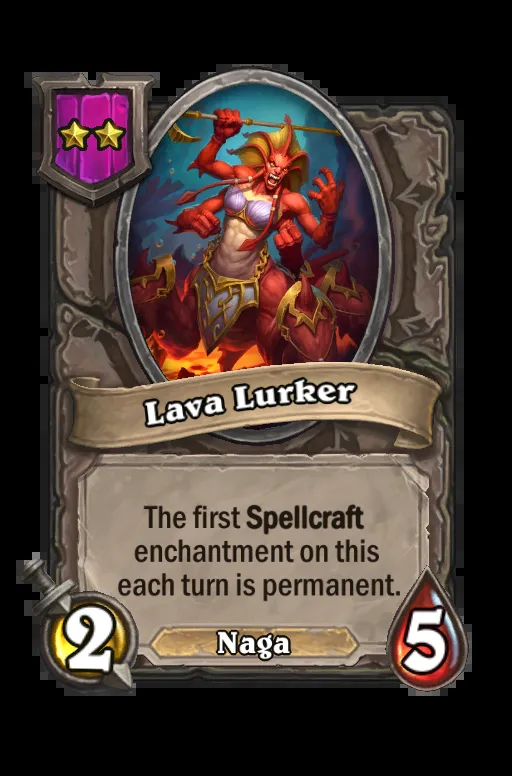 Lava Lurker
The first Spellcraft
enchantment on this
each turn is permanent.
2
Naga
5